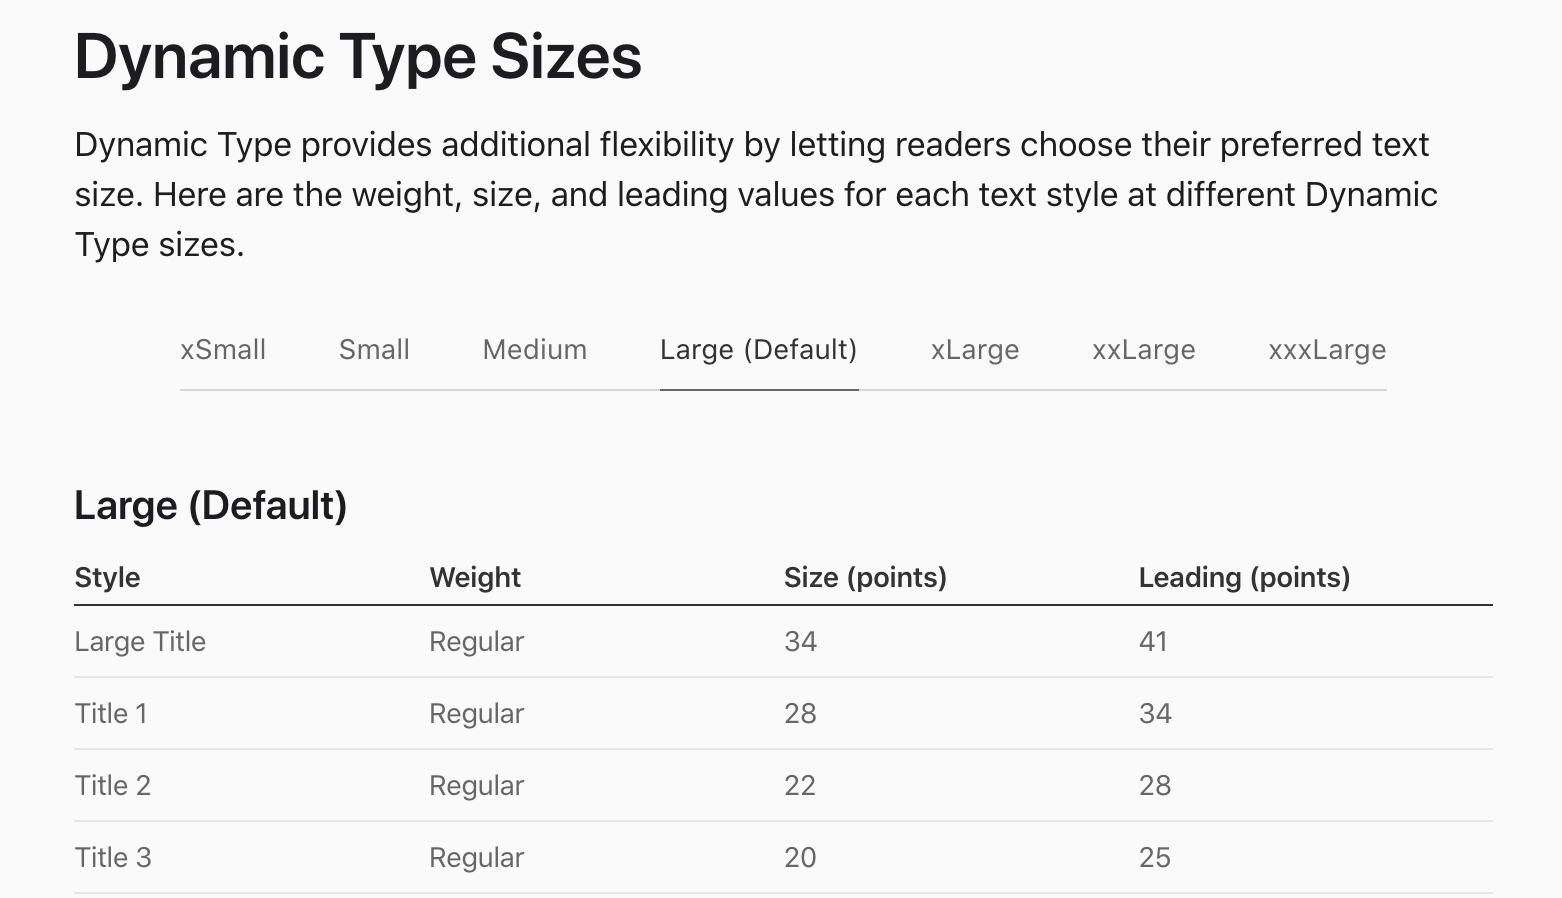 Dynamic Type Sizes
Dynamic Type provides additional flexibility by letting readers choose their preferred text
size. Here are the weight, size, and leading values for each text style at different Dynamic
Type sizes.
xSmall Small Medium Large (Default) xLarge xxLarge xxxLarge
Large (Default)
Style Weight Size (points) Leading (points)
Large Title Regular 34 41
Title 1 Regular 28 34
Title 2 Regular 22 28
Title 3 Regular 20 25